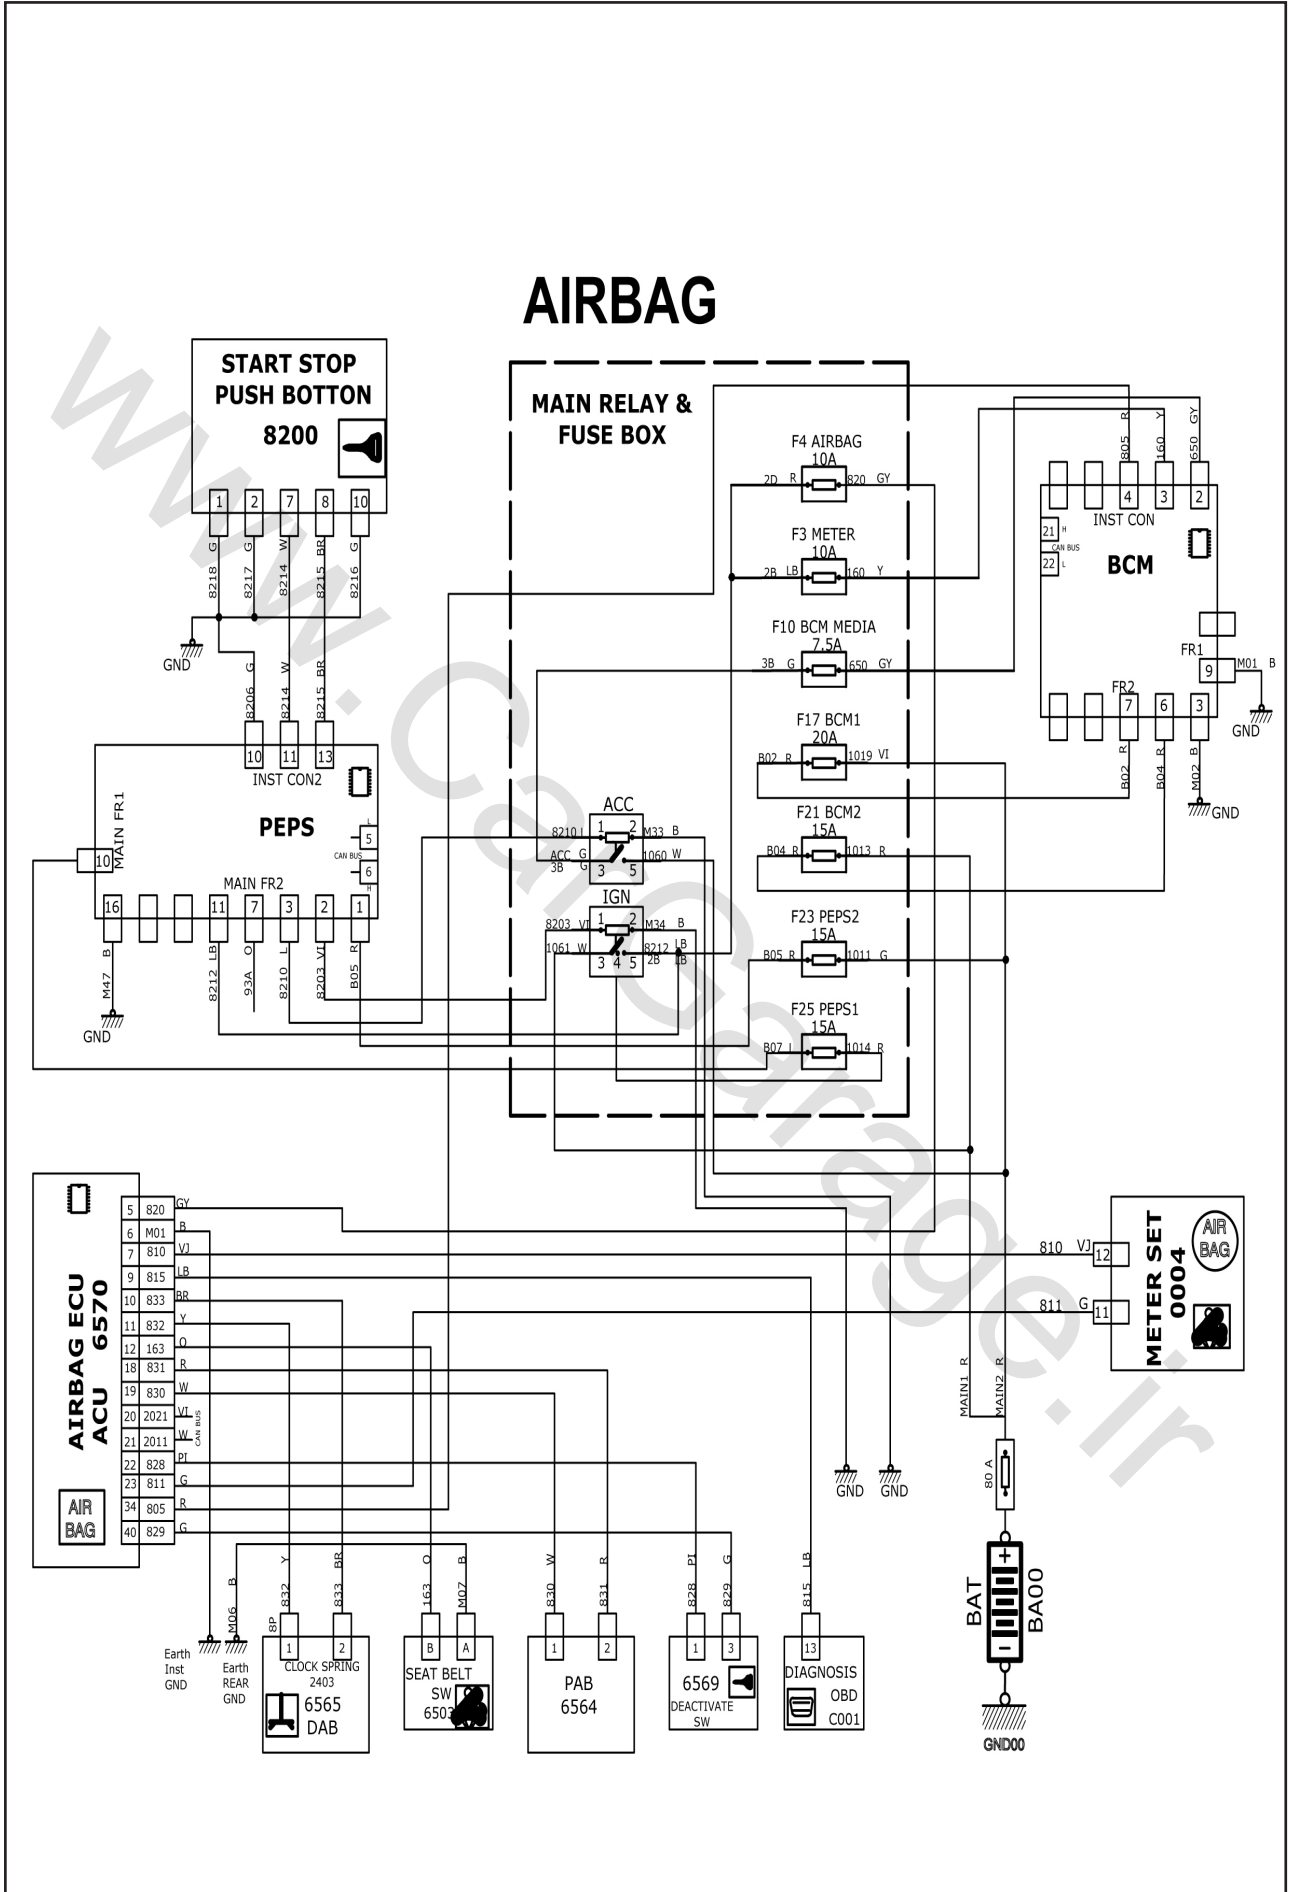 AIRBAG
START STOP
PUSH BOTTON
8200
1 2 7 8 10
8218 G
8217 G
8214 W
8215 BR
8216 G
GND
8206 G
8214 W
8215 BR
10 11 13
INST CON2
PEPS
MAIN FR1
10
L
5
CAN BUS
6
H
MAIN FR2
16 11 7 3 2 1
M47 B
8212 LB
93A O
8210 L
8203 VI
B05 R
GND
MAIN RELAY &
FUSE BOX
F4 AIRBAG
10A
2D R 820 GY
F3 METER
10A
2B LB 160 Y
F10 BCM MEDIA
7.5A
3B G 650 GY
F17 BCM1
20A
B02 R 1019 VI
F21 BCM2
15A
B04 R 1013 R
F23 PEPS2
15A
B05 R 1011 G
F25 PEPS1
15A
B07 L 1014 R
ACC
8210 L 1 2 M33 B
ACC G 1060 W
3B G 3 5
IGN
8203 VI 1 2 M34 B
1061 W 8212 LB
3 4 5 2B LB
805 R
160 Y
650 GY
4 3 2
INST CON
21 H
CAN BUS
22 L
BCM
FR1
9 M01 B
GND
FR2
7 6 3
B02 R
B04 R
M02 B
GND
AIRBAG ECU
ACU 6570
AIR
BAG
5 820 GY
6 M01 B
7 810 VJ
9 815 LB
10 833 BR
11 832 Y
12 163 O
18 831 R
19 830 W
20 2021 VI
21 2011 W
CAN BUS
22 828 PI
23 811 G
34 805 R
40 829 G
810 VJ 12
811 G 11
METER SET
0004
AIR
BAG
MAIN1 R
MAIN2 R
80 A
GND
GND
BAT
BA00
+
−
GND00
Earth
Inst
GND
M06 B
Earth
REAR
GND
8P
832 Y
833 BR
1 2
CLOCK SPRING
2403
6565
DAB
163 O
M07 B
B A
SEAT BELT
SW
6503
830 W
831 R
1 2
PAB
6564
828 PI
829 G
1 3
6569
DEACTIVATE
SW
815 LB
13
DIAGNOSIS
OBD
C001
www.CarGarage.ir